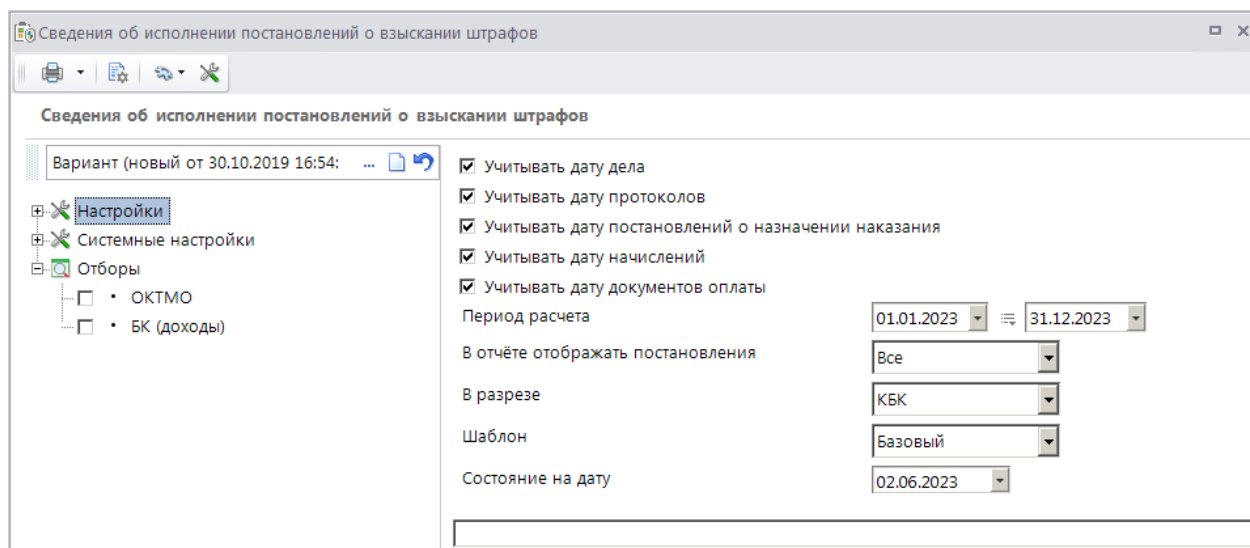 Сведения об исполнении постановлений о взыскании штрафов
Сведения об исполнении постановлений о взыскании штрафов
Вариант (новый от 30.10.2019 16:54: ...
Настройки
Системные настройки
Отборы
• ОКТМО
• БК (доходы)
Учитывать дату дела
Учитывать дату протоколов
Учитывать дату постановлений о назначении наказания
Учитывать дату начислений
Учитывать дату документов оплаты
Период расчета 01.01.2023 31.12.2023
В отчёте отображать постановления Все
В разрезе КБК
Шаблон Базовый
Состояние на дату 02.06.2023